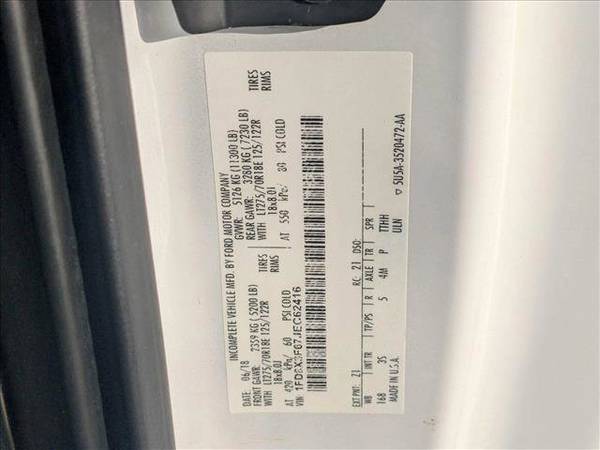 INCOMPLETE VEHICLE MFD. BY FORD MOTOR COMPANY
DATE: 06/18 GVWR: 5126 KG (11300 LB)
FRONT GAWR: 2359 KG (5200 LB) REAR GAWR: 3280 KG (7230 LB)
WITH LT275/70R18E 125/122R TIRES WITH LT275/70R18E 125/122R TIRES
18x8.0J RIMS 18x8.0J RIMS
AT 420 kPa/ 60 PSI COLD AT 550 kPa/ 80 PSI COLD
VIN: 1FD8X3F67JEC62416
EXT PNT: Z1 RC: 21 DSO:
WB INT TR TP/PS R AXLE TR SPR
168 3S 5 4M P TTHH
ULN
MADE IN U.S.A. 5U5A-3520472-AA